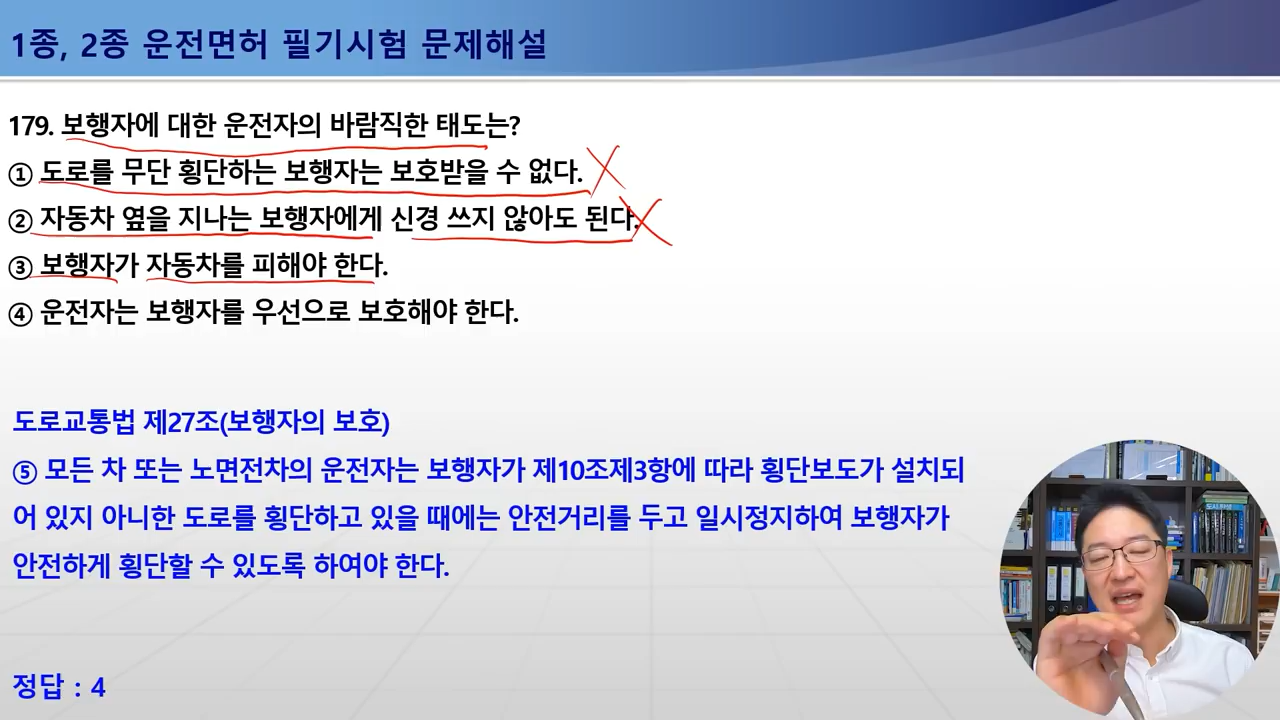 1종, 2종 운전면허 필기시험 문제해설
179. 보행자에 대한 운전자의 바람직한 태도는?
① 도로를 무단 횡단하는 보행자는 보호받을 수 없다.
② 자동차 옆을 지나는 보행자에게 신경 쓰지 않아도 된다.
③ 보행자가 자동차를 피해야 한다.
④ 운전자는 보행자를 우선으로 보호해야 한다.
도로교통법 제27조(보행자의 보호)
⑤ 모든 차 또는 노면전차의 운전자는 보행자가 제10조제3항에 따라 횡단보도가 설치되
어 있지 아니한 도로를 횡단하고 있을 때에는 안전거리를 두고 일시정지하여 보행자가
안전하게 횡단할 수 있도록 하여야 한다.
정답 : 4